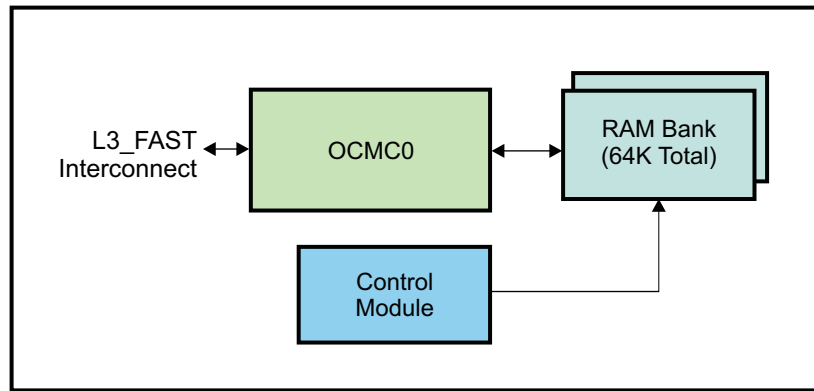 L3_FAST
Interconnect
OCMC0
RAM Bank
(64K Total)
Control
Module